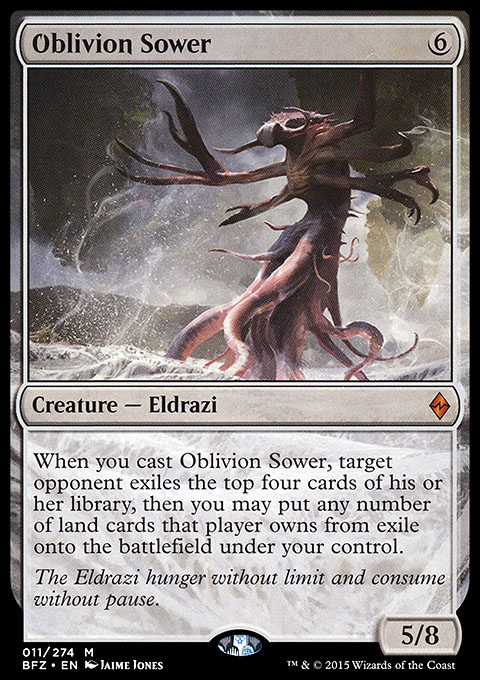 Oblivion Sower 6
Creature — Eldrazi
When you cast Oblivion Sower, target
opponent exiles the top four cards of his or
her library, then you may put any number
of land cards that player owns from exile
onto the battlefield under your control.
The Eldrazi hunger without limit and consume
without pause.
5/8
011/274 M
BFZ • EN Jaime Jones
™ & © 2015 Wizards of the Coast